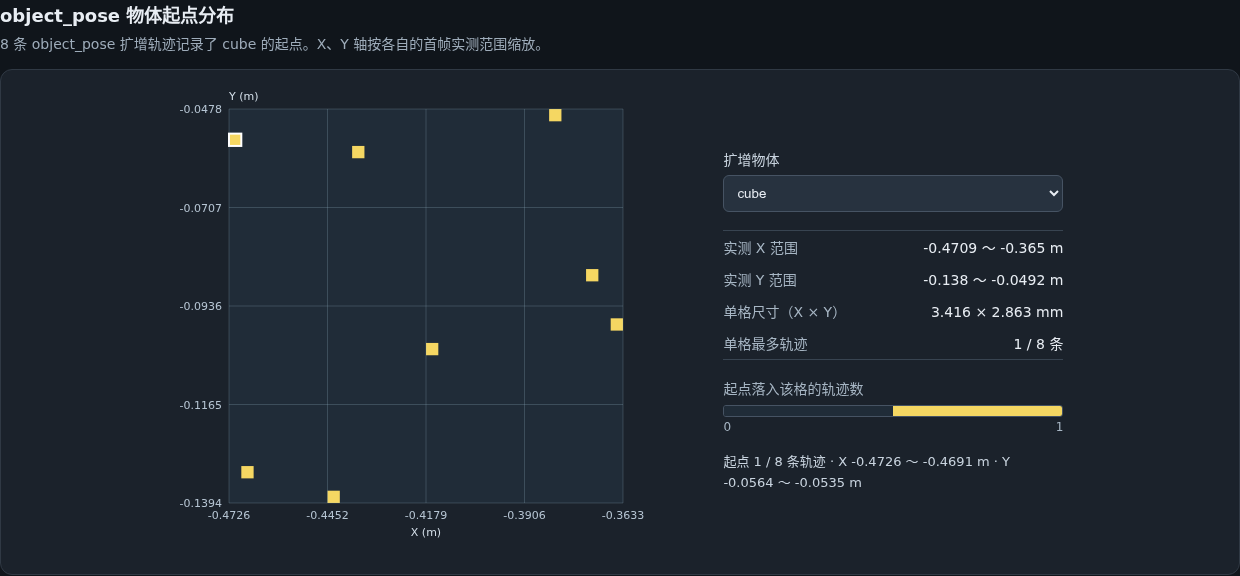 object_pose 物体起点分布
8 条 object_pose 扩增轨迹记录了 cube 的起点。X、Y 轴按各自的首帧实测范围缩放。
Y (m)
-0.0478
-0.0707
-0.0936
-0.1165
-0.1394
-0.4726
-0.4452
-0.4179
-0.3906
-0.3633
X (m)
扩增物体
cube
实测 X 范围
-0.4709 ～ -0.365 m
实测 Y 范围
-0.138 ～ -0.0492 m
单格尺寸（X × Y）
3.416 × 2.863 mm
单格最多轨迹
1 / 8 条
起点落入该格的轨迹数
0
1
起点 1 / 8 条轨迹 · X -0.4726 ～ -0.4691 m · Y
-0.0564 ～ -0.0535 m